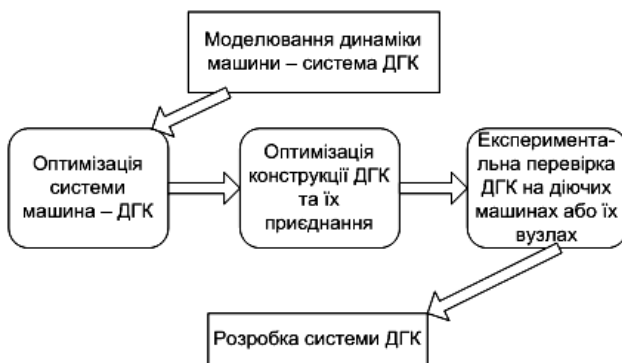 Моделювання динаміки
машини – система ДГК
Оптимізація
системи
машина – ДГК
Оптимізація
конструкції ДГК
та їх
приєднання
Експеримента-
льна перевірка
ДГК на діючих
машинах або їх
вузлах
Розробка системи ДГК